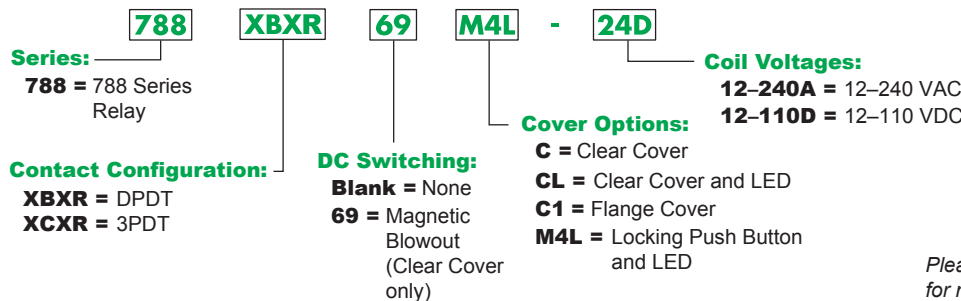 788 XBXR 69 M4L - 24D
Series:
788 = 788 Series
Relay
Contact Configuration:
XBXR = DPDT
XCXR = 3PDT
DC Switching:
Blank = None
69 = Magnetic
Blowout
(Clear Cover
only)
Cover Options:
C = Clear Cover
CL = Clear Cover and LED
C1 = Flange Cover
M4L = Locking Push Button
and LED
Coil Voltages:
12–240A = 12–240 VAC
12–110D = 12–110 VDC
for